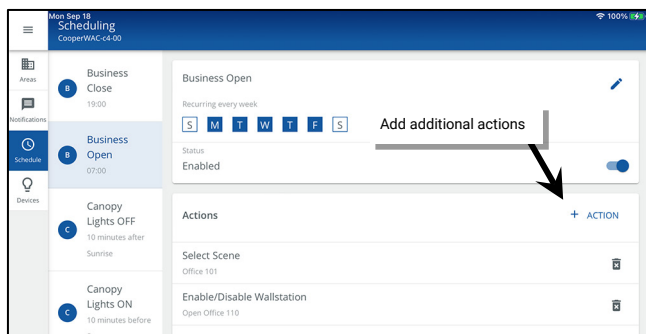 Mon Sep 18
100%
Scheduling
CooperWAC-c4-00
Areas
Notifications
Schedule
Devices
B
Business
Close
19:00
B
Business
Open
07:00
C
Canopy
Lights OFF
10 minutes after
Sunrise
C
Canopy
Lights ON
10 minutes before
Business Open
Recurring every week
S M T W T F S
Status
Enabled
Add additional actions
Actions
+ ACTION
Select Scene
Office 101
Enable/Disable Wallstation
Open Office 110